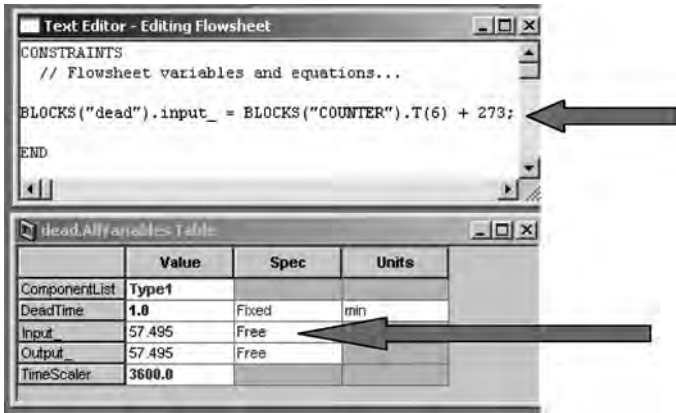 Text Editor - Editing Flowsheet
CONSTRAINTS
// Flowsheet variables and equations...
BLOCKS("dead").input_ = BLOCKS("COUNTER").T(6) + 273;
END
dead.AllVariables Table
Value Spec Units
ComponentList Type1
DeadTime 1.0 Fixed min
Input_ 57.495 Free
Output_ 57.495 Free
TimeScaler 3600.0